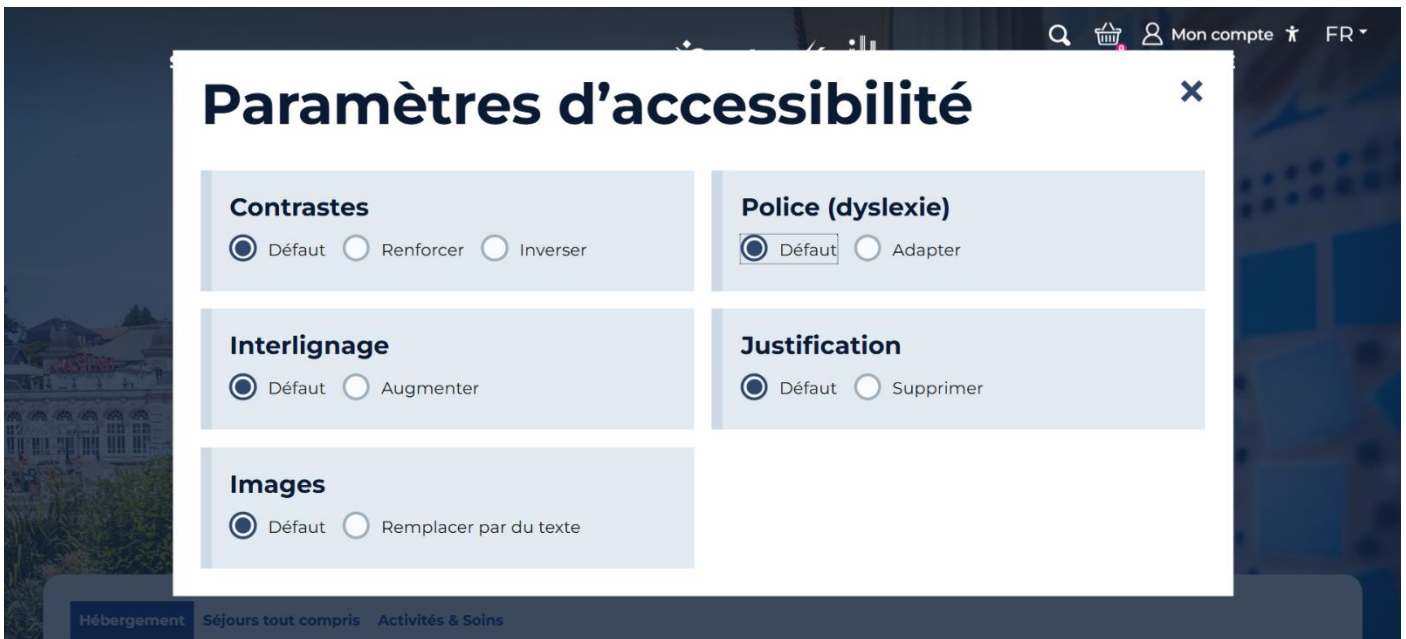 Mon compte
FR
Paramètres d’accessibilité
Contrastes
Défaut Renforcer Inverser
Police (dyslexie)
Défaut Adapter
Interlignage
Défaut Augmenter
Justification
Défaut Supprimer
Images
Défaut Remplacer par du texte
CASINO
Hébergement Séjours tout compris Activités & Soins